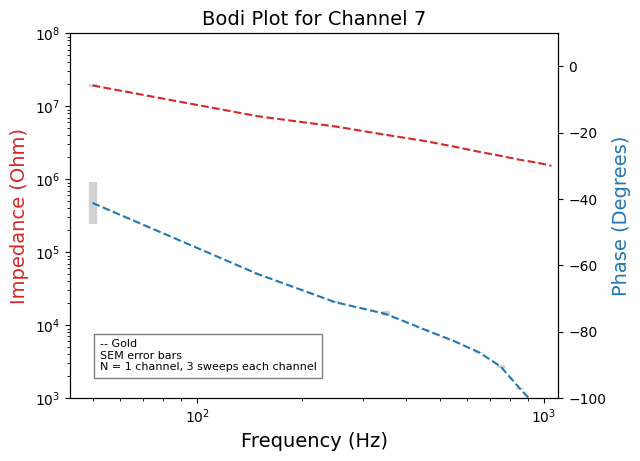 Bodi Plot for Channel 7
10^8
10^7
10^6
10^5
10^4
10^3
Impedance (Ohm)
0
−20
−40
−60
−80
−100
Phase (Degrees)
-- Gold
SEM error bars
N = 1 channel, 3 sweeps each channel
10^2
10^3
Frequency (Hz)